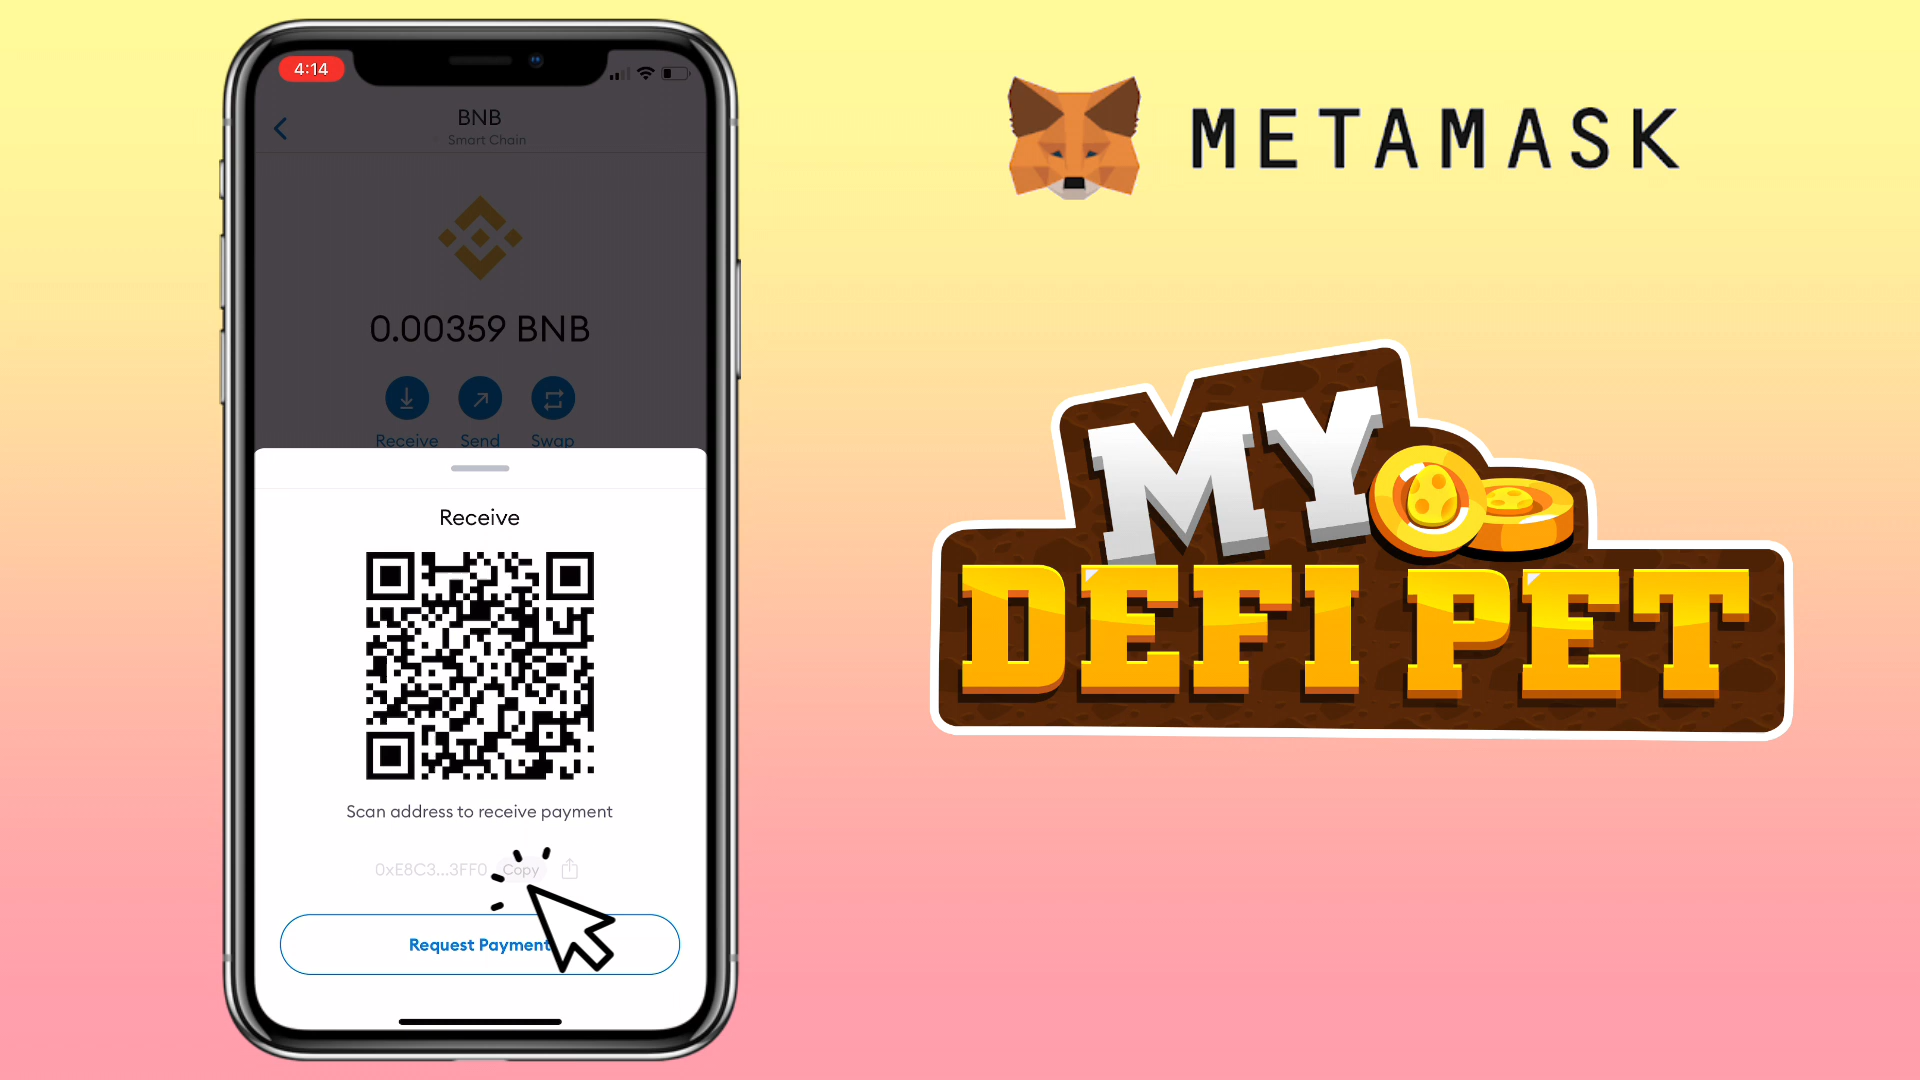 4:14
BNB
Smart Chain
0.00359 BNB
Receive Send Swap
Receive
Scan address to receive payment
0xE8C3...3FF0 Copy
Request Payment
METAMASK
MY
DEFI PET